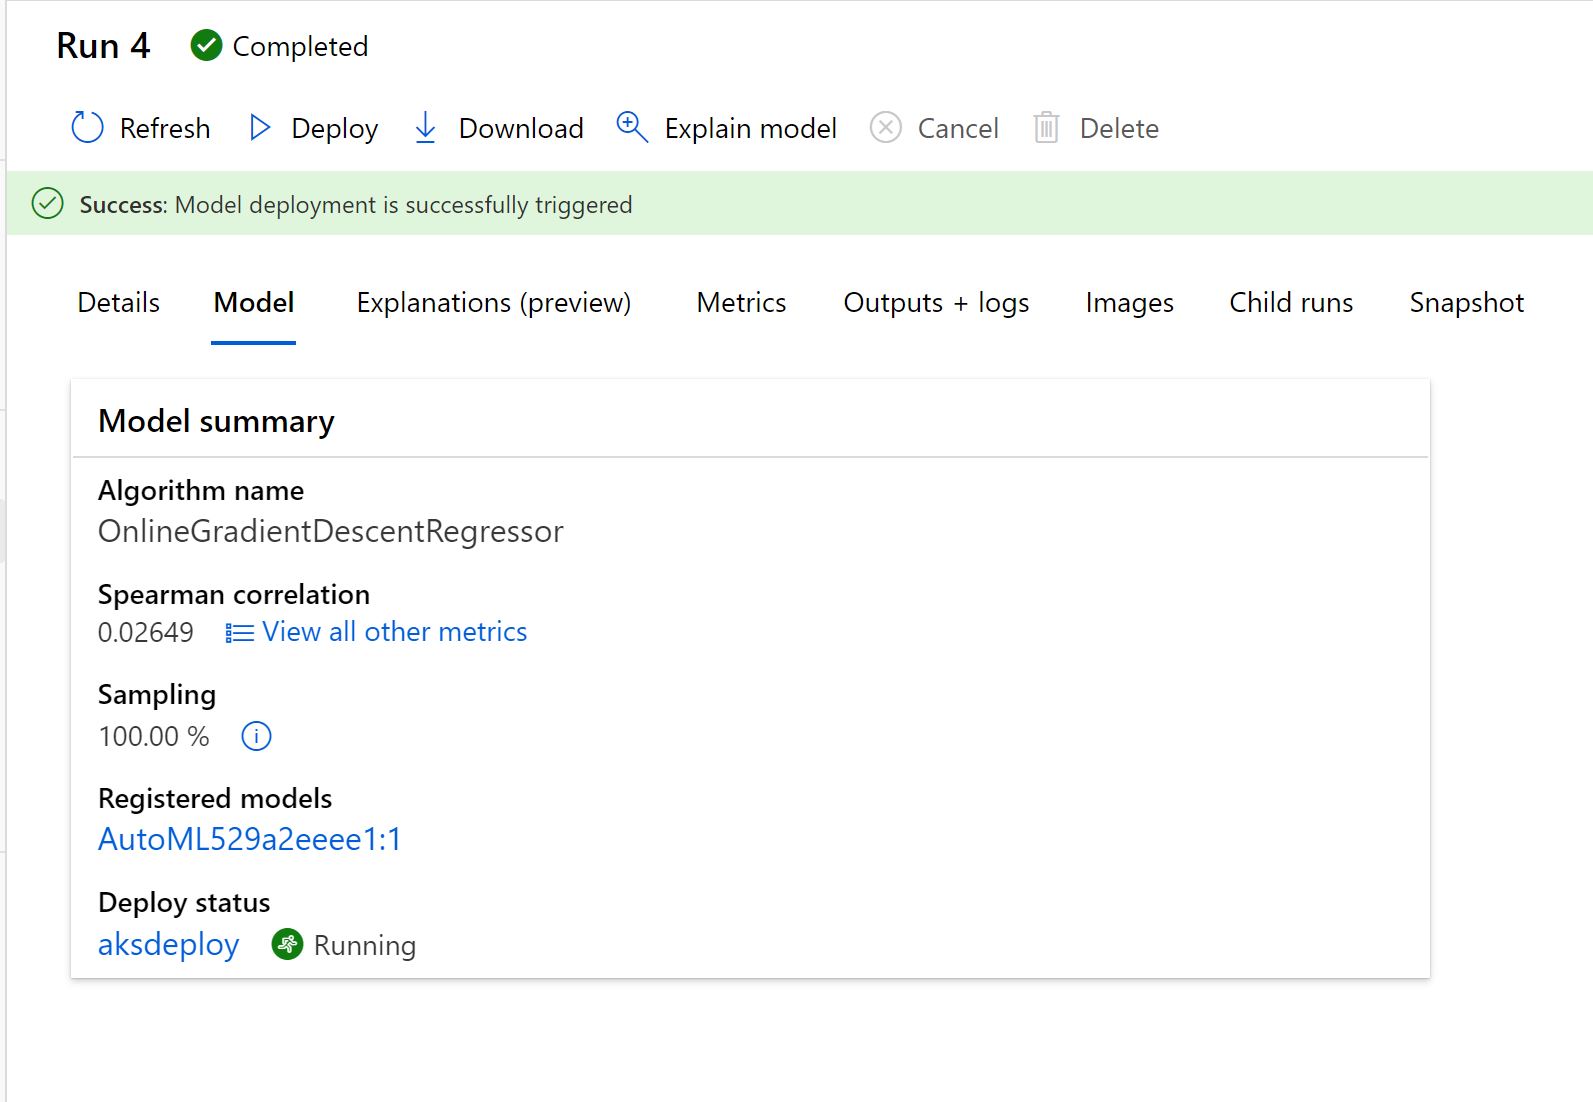 Run 4 Completed
Refresh Deploy Download Explain model Cancel Delete
Success: Model deployment is successfully triggered
Details Model Explanations (preview) Metrics Outputs + logs Images Child runs Snapshot
Model summary
Algorithm name
OnlineGradientDescentRegressor
Spearman correlation
0.02649 View all other metrics
Sampling
100.00 %
Registered models
AutoML529a2eeee1:1
Deploy status
aksdeploy Running